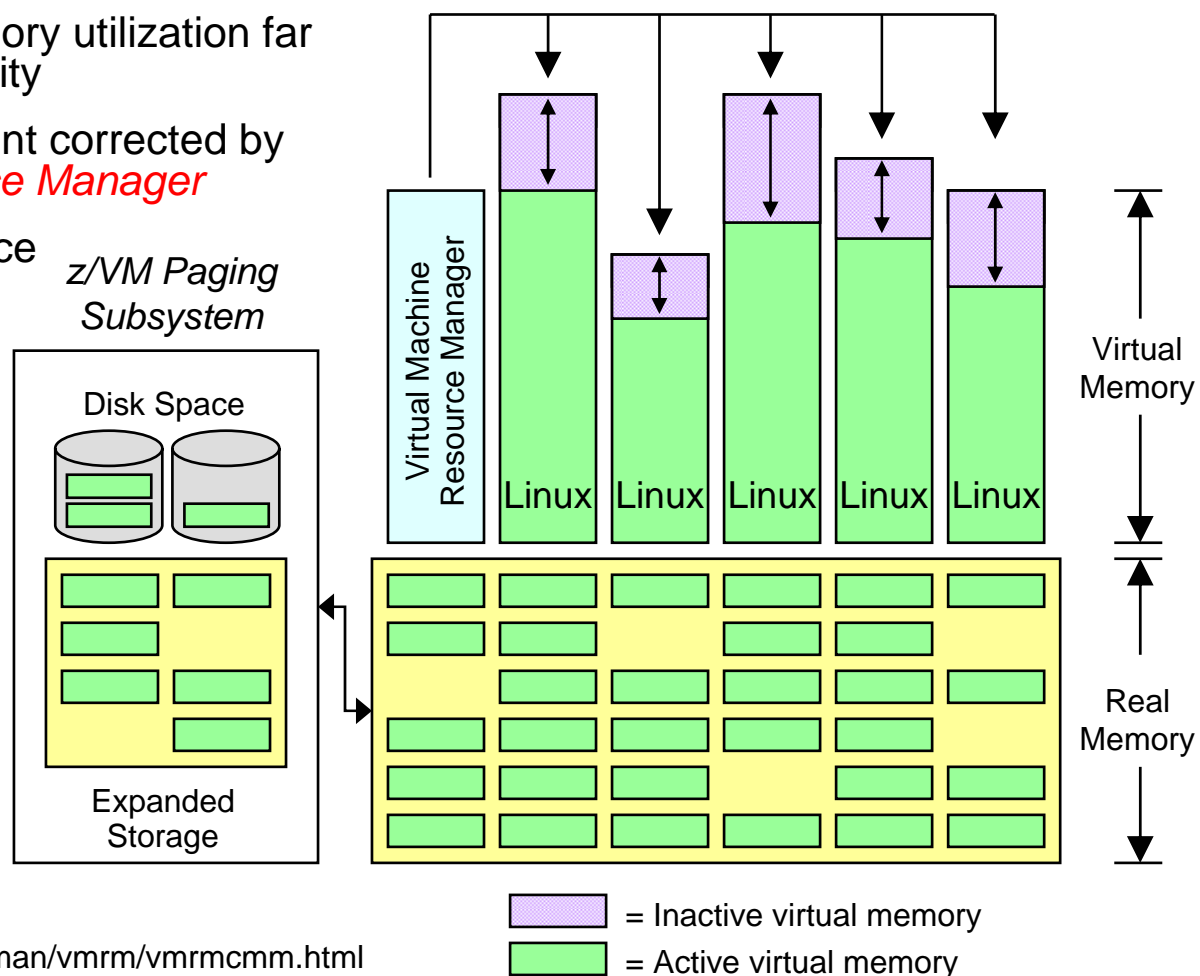 ory utilization far
ity
nt corrected by
ce Manager
ce
z/VM Paging
Subsystem
Disk Space
Expanded
Storage
Virtual Machine
Resource Manager
Linux
Linux
Linux
Linux
Linux
Virtual
Memory
Real
Memory
= Inactive virtual memory
= Active virtual memory
man/vmrm/vmrmcmm.html